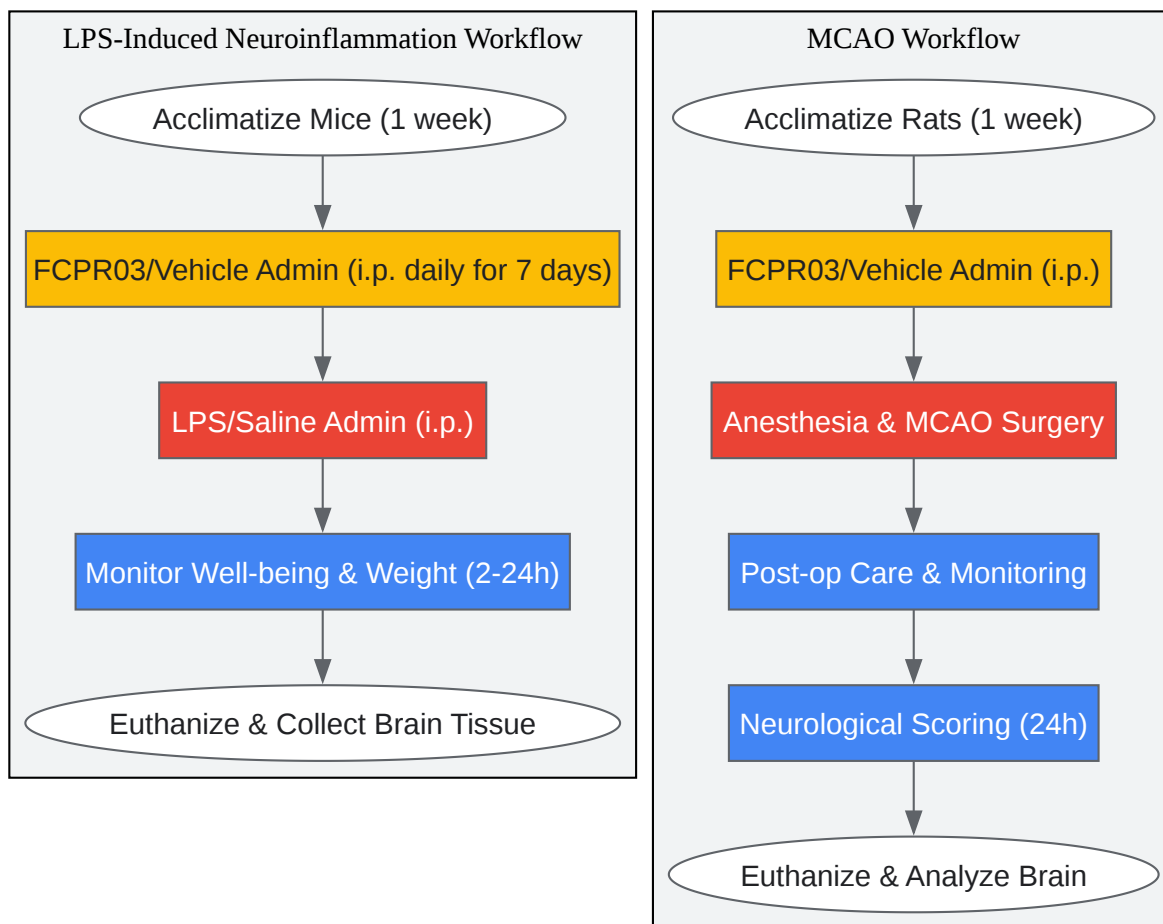 LPS-Induced Neuroinflammation Workflow
Acclimatize Mice (1 week)
FCPR03/Vehicle Admin (i.p. daily for 7 days)
LPS/Saline Admin (i.p.)
Monitor Well-being & Weight (2-24h)
Euthanize & Collect Brain Tissue
MCAO Workflow
Acclimatize Rats (1 week)
FCPR03/Vehicle Admin (i.p.)
Anesthesia & MCAO Surgery
Post-op Care & Monitoring
Neurological Scoring (24h)
Euthanize & Analyze Brain